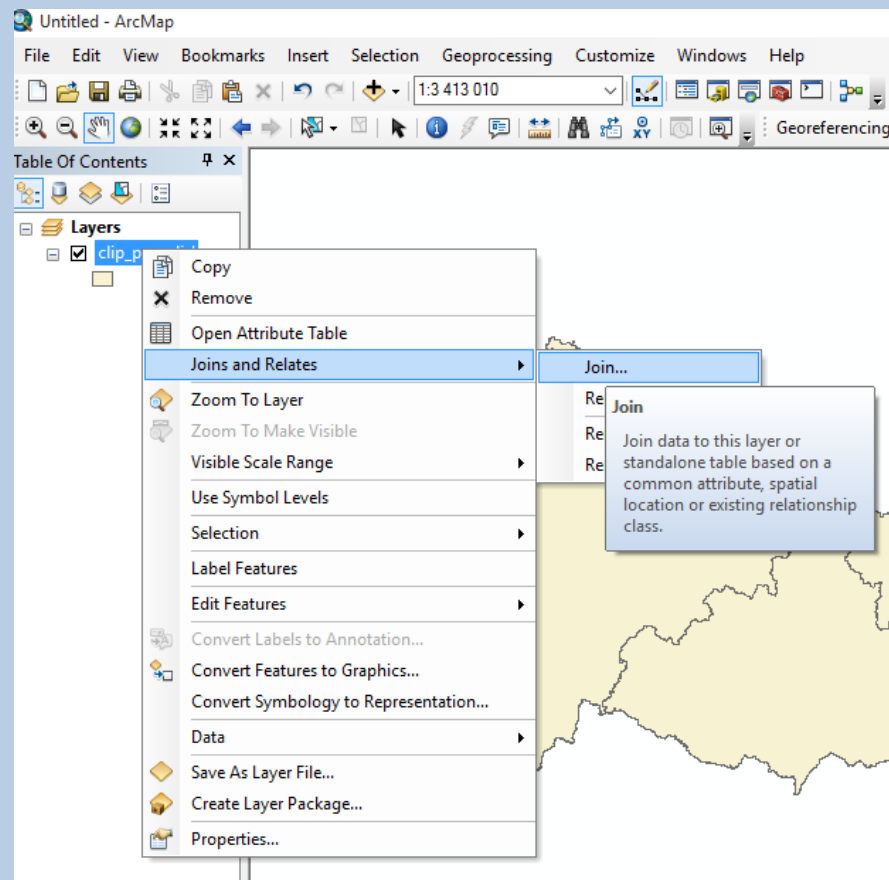 Untitled - ArcMap
File Edit View Bookmarks Insert Selection Geoprocessing Customize Windows Help
1:3 413 010
Georeferencing
Table Of Contents
Layers
Copy
Remove
Open Attribute Table
Joins and Relates
Join...
Zoom To Layer
Join
Zoom To Make Visible
Join data to this layer or
standalone table based on a
common attribute, spatial
location or existing relationship
class.
Visible Scale Range
Use Symbol Levels
Selection
Label Features
Edit Features
Convert Labels to Annotation...
Convert Features to Graphics...
Convert Symbology to Representation...
Data
Save As Layer File...
Create Layer Package...
Properties...